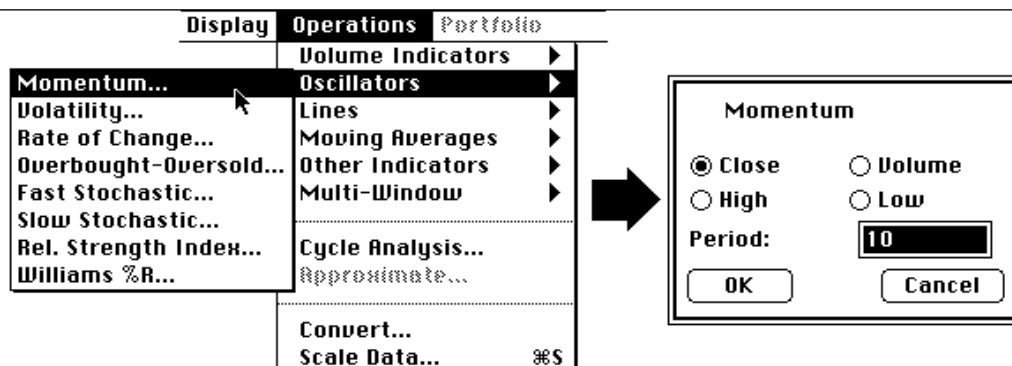 Display Operations Portfolio
Volume Indicators
Oscillators
Lines
Moving Averages
Other Indicators
Multi-Window
Cycle Analysis...
Approximate...
Convert...
Scale Data... ⌘S
Momentum...
Volatility...
Rate of Change...
Overbought-Oversold...
Fast Stochastic...
Slow Stochastic...
Rel. Strength Index...
Williams %R...
Momentum
Close Volume
High Low
Period: 10
OK Cancel